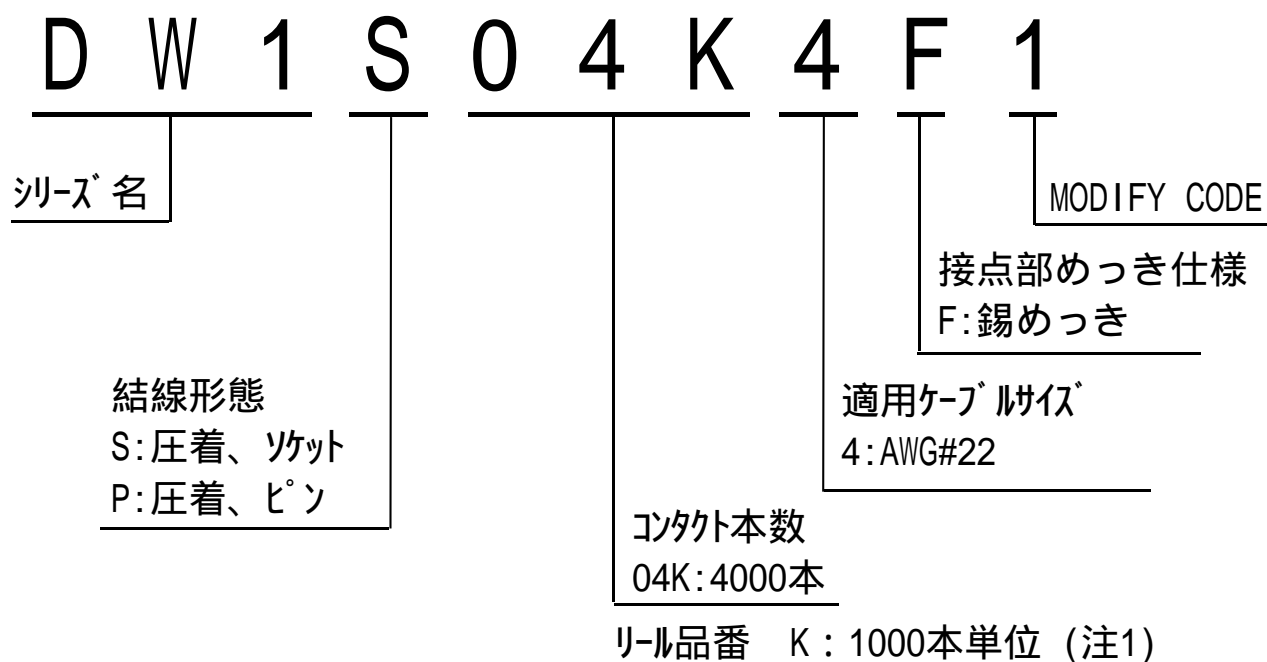 D W 1 S 0 4 K 4 F 1
ｼﾘｰｽﾞ名
MODIFY CODE
接点部めっき仕様
F:錫めっき
結線形態
S:圧着、ｿｹｯﾄ
P:圧着、ﾋﾟﾝ
適用ｹｰﾌﾞﾙｻｲｽﾞ
4:AWG#22
ｺﾝﾀｸﾄ本数
04K:4000本
ﾘｰﾙ品番　K：1000本単位 (注1)